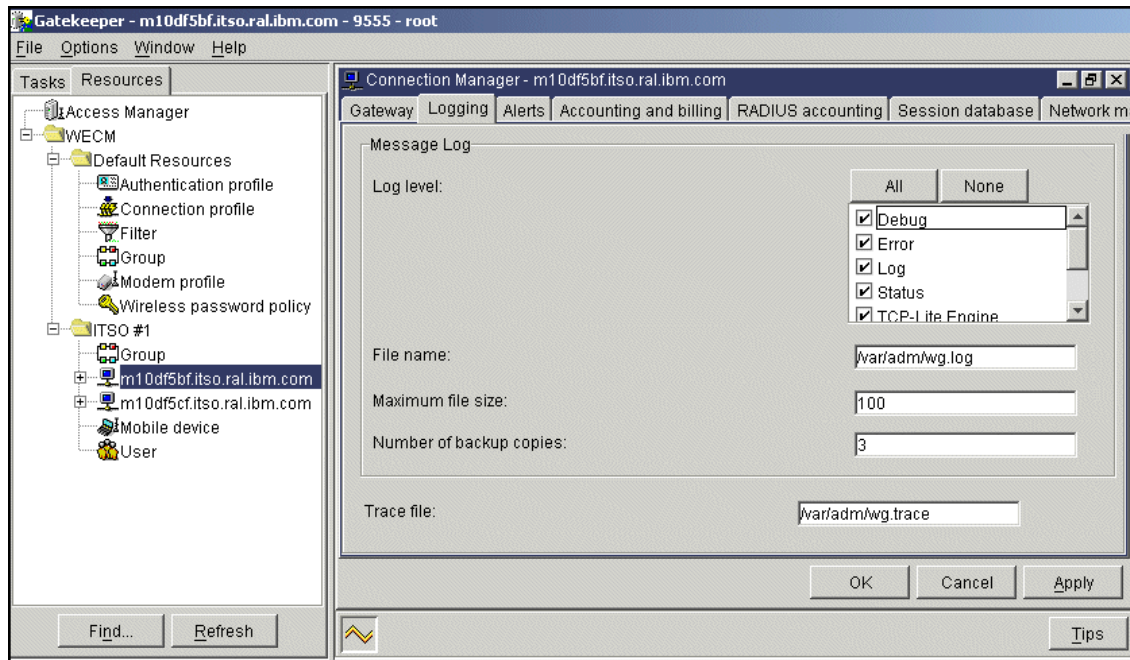 Gatekeeper - m10df5bf.itso.ral.ibm.com - 9555 - root
File Options Window Help
Tasks Resources
Access Manager
WECM
Default Resources
Authentication profile
Connection profile
Filter
Group
Modem profile
Wireless password policy
ITSO #1
Group
m10df5bf.itso.ral.ibm.com
m10df5cf.itso.ral.ibm.com
Mobile device
User
Find... Refresh
Connection Manager - m10df5bf.itso.ral.ibm.com
Gateway Logging Alerts Accounting and billing RADIUS accounting Session database Network m
Message Log
Log level:
All None
Debug
Error
Log
Status
TCP-Lite Engine
File name: /var/adm/wg.log
Maximum file size: 100
Number of backup copies: 3
Trace file: /var/adm/wg.trace
OK Cancel Apply
Tips